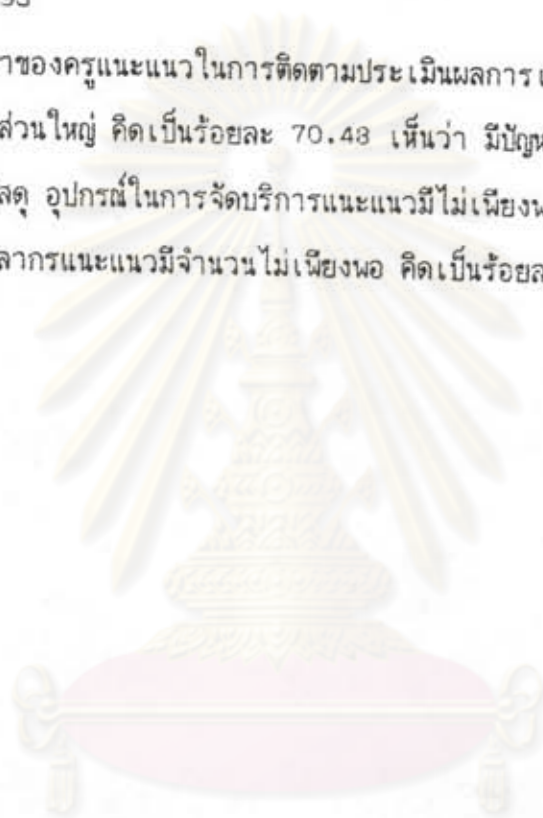 าของครูแนะแนวในการติดตามประเมินผลการ
ส่วนใหญ่ คิดเป็นร้อยละ 70.48 เห็นว่า มีปัญห
สดุ อุปกรณ์ในการจัดบริการแนะแนวมีไม่เพียงพ
ลากรแนะแนวมีจำนวนไม่เพียงพอ คิดเป็นร้อยล